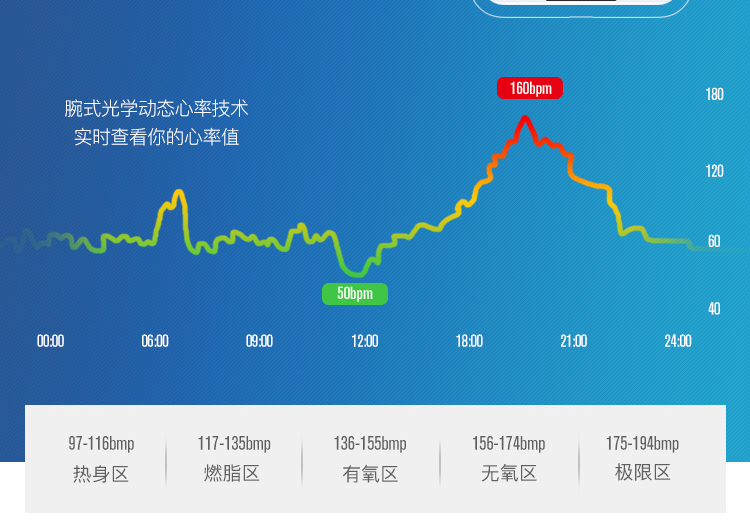 160bpm
180
腕式光学动态心率技术
实时查看你的心率值
120
60
50bpm
40
00:00 06:00 09:00 12:00 18:00 21:00 24:00
97-116bmp 117-135bmp 136-155bmp 156-174bmp 175-194bmp
热身区 燃脂区 有氧区 无氧区 极限区